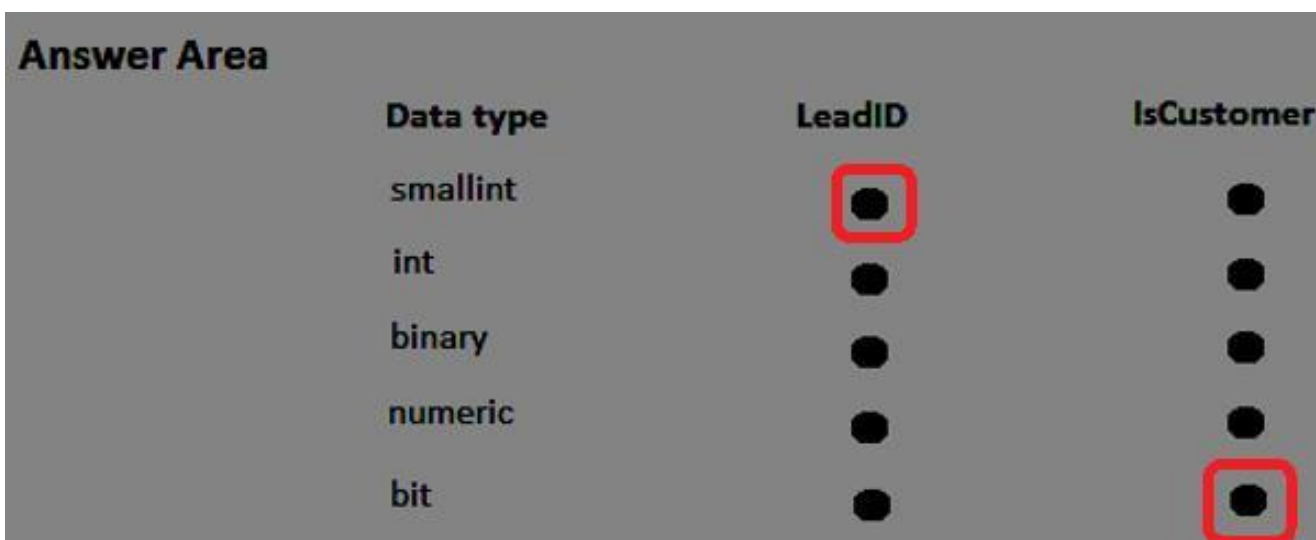 Answer Area
Data type LeadID IsCustomer
smallint
int
binary
numeric
bit